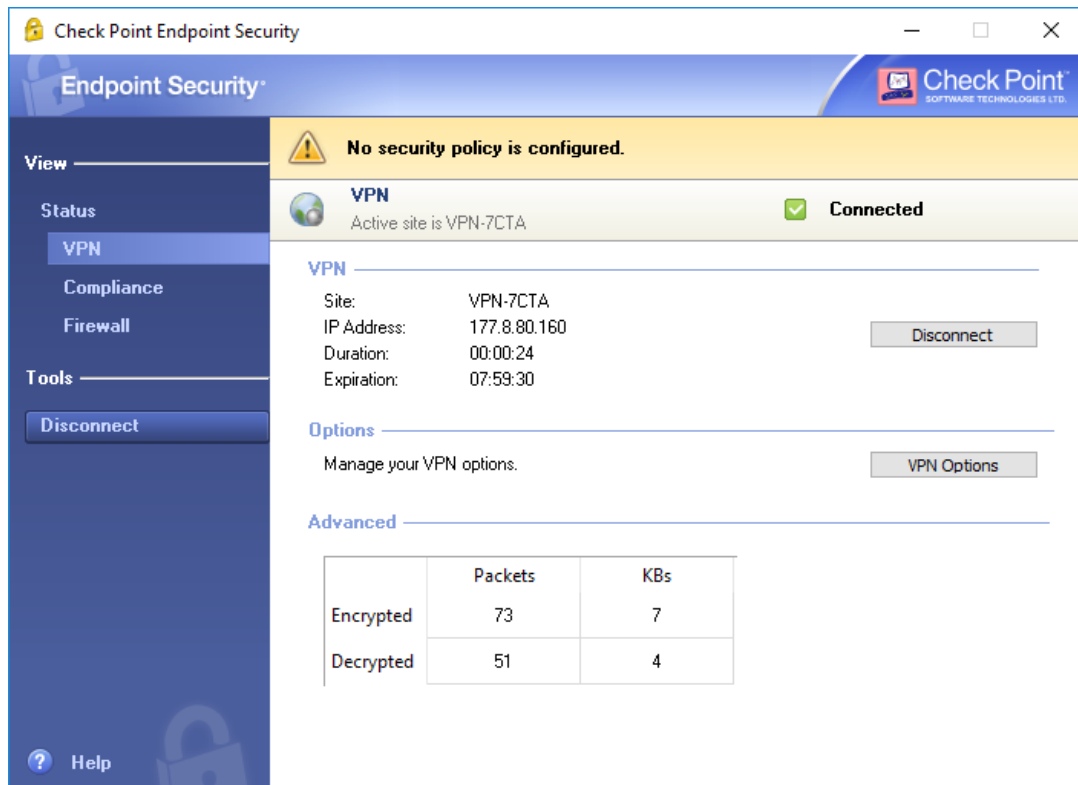 Check Point Endpoint Security
Endpoint Security
Check Point™
SOFTWARE TECHNOLOGIES LTD.
View
Status
VPN
Compliance
Firewall
Tools
Disconnect
Help
No security policy is configured.
VPN
Active site is VPN-7CTA
Connected
VPN
Site: VPN-7CTA
IP Address: 177.8.80.160
Duration: 00:00:24
Expiration: 07:59:30
Disconnect
Options
Manage your VPN options.
VPN Options
Advanced
Packets KBs
Encrypted 73 7
Decrypted 51 4